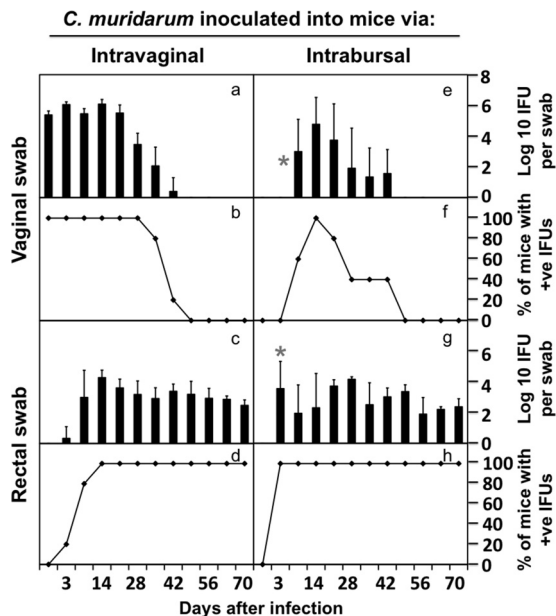 C. muridarum inoculated into mice via:
Intravaginal
Intrabursal
Vaginal swab
a
e
*
8
6
4
2
0
Log 10 IFU
per swab
b
f
100
80
60
40
20
0
% of mice with
+ve IFUs
Rectal swab
c
*
g
6
4
2
0
Log 10 IFU
per swab
d
h
100
80
60
40
20
0
% of mice with
+ve IFUs
3 14 28 42 56 70
3 14 28 42 56 70
Days after infection